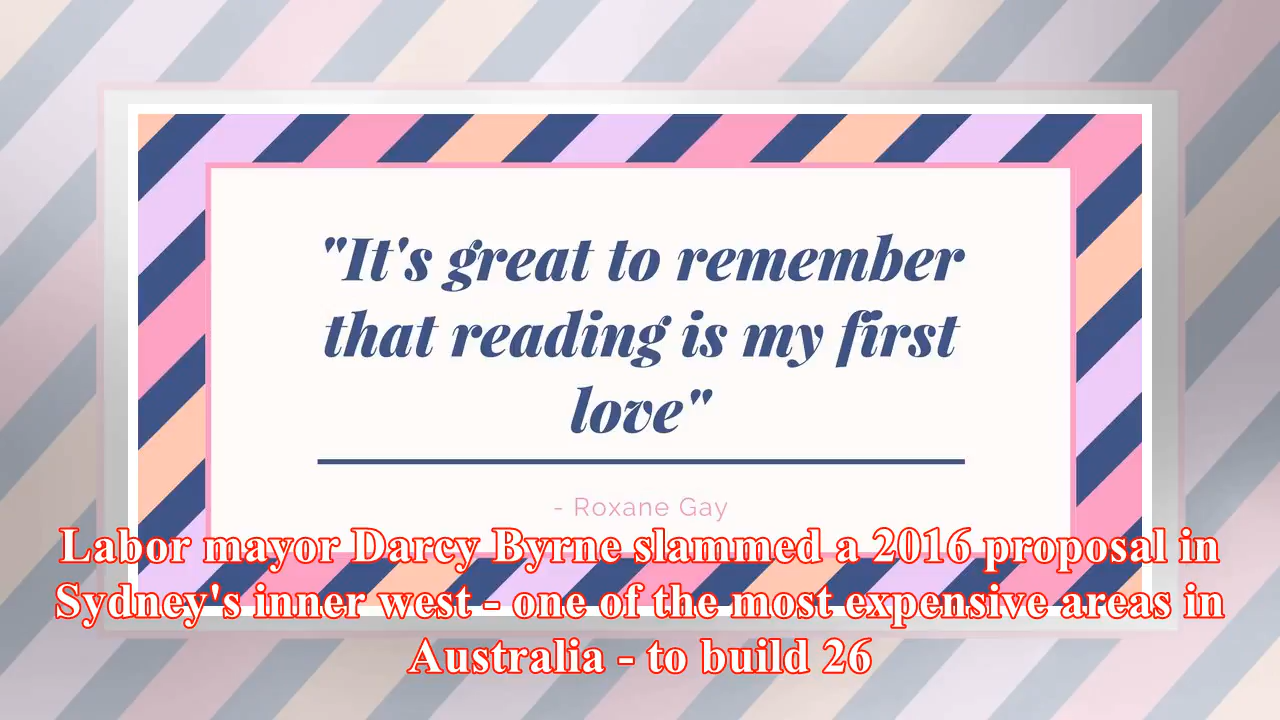 "It's great to remember
that reading is my first
love"
- Roxane Gay
Labor mayor Darcy Byrne slammed a 2016 proposal in
Sydney's inner west - one of the most expensive areas in
Australia - to build 26